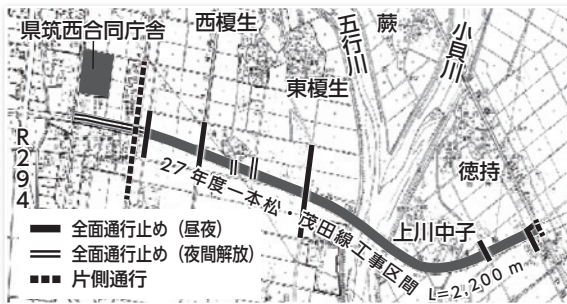 県筑西合同庁舎
西榎生
東榎生
五行川
蕨
小貝川
徳持
上川中子
R294
27年度一本松・茂田線工事区間
L=2,200m
全面通行止め（昼夜）
全面通行止め（夜間解放）
片側通行